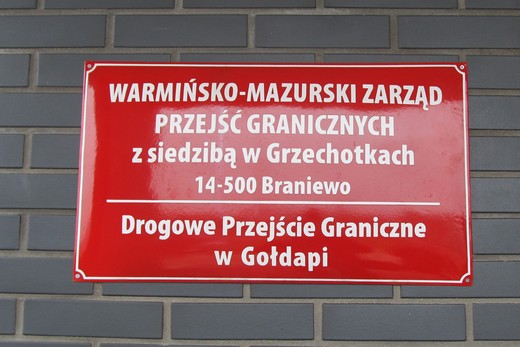 WARMIŃSKO-MAZURSKI ZARZĄD
PRZEJŚĆ GRANICZNYCH
z siedzibą w Grzechotkach
14-500 Braniewo
Drogowe Przejście Graniczne
w Gołdapi